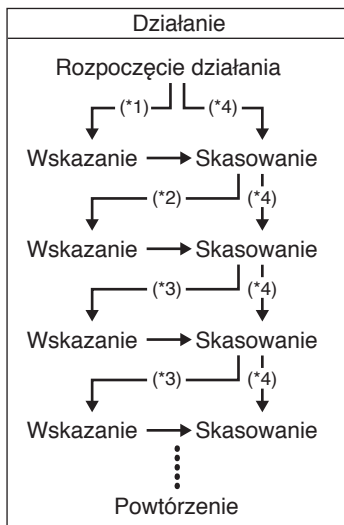 Działanie
Rozpoczęcie działania
(*1) (*4)
Wskazanie Skasowanie
(*2) (*4)
Wskazanie Skasowanie
(*3) (*4)
Wskazanie Skasowanie
(*3) (*4)
Wskazanie Skasowanie
Powtórzenie